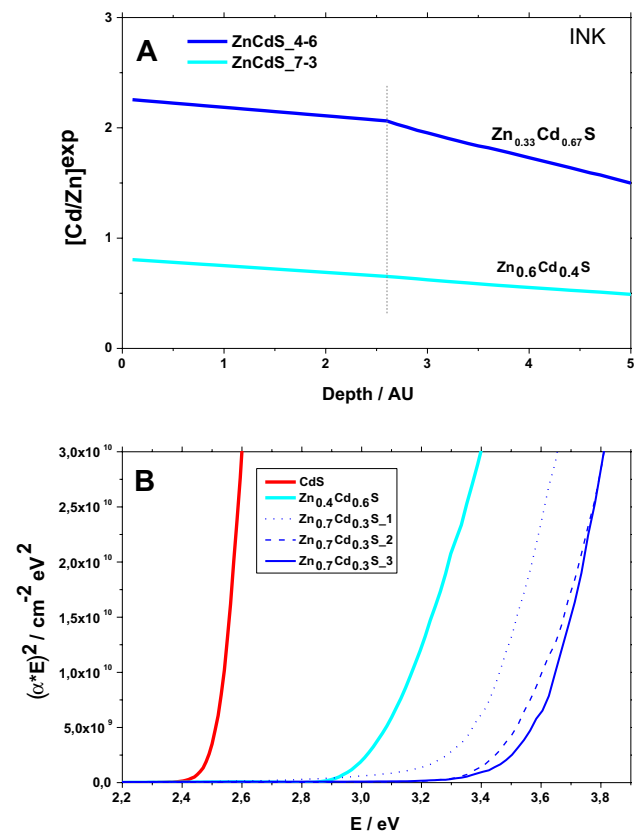 3
A
ZnCdS_4-6
ZnCdS_7-3
INK
2
Zn0.33Cd0.67S
[Cd/Zn]exp
1
Zn0.6Cd0.4S
0
0 1 2 3 4 5
Depth / AU
3,0x10 10
B
CdS
Zn0.4Cd0.6S
Zn0.7Cd0.3S_1
Zn0.7Cd0.3S_2
Zn0.7Cd0.3S_3
2,5x10 10
2,0x10 10
1,5x10 10
1,0x10 10
5,0x10 9
0,0
(α*E)2 / cm-2 eV2
2,2 2,4 2,6 2,8 3,0 3,2 3,4 3,6 3,8
E / eV